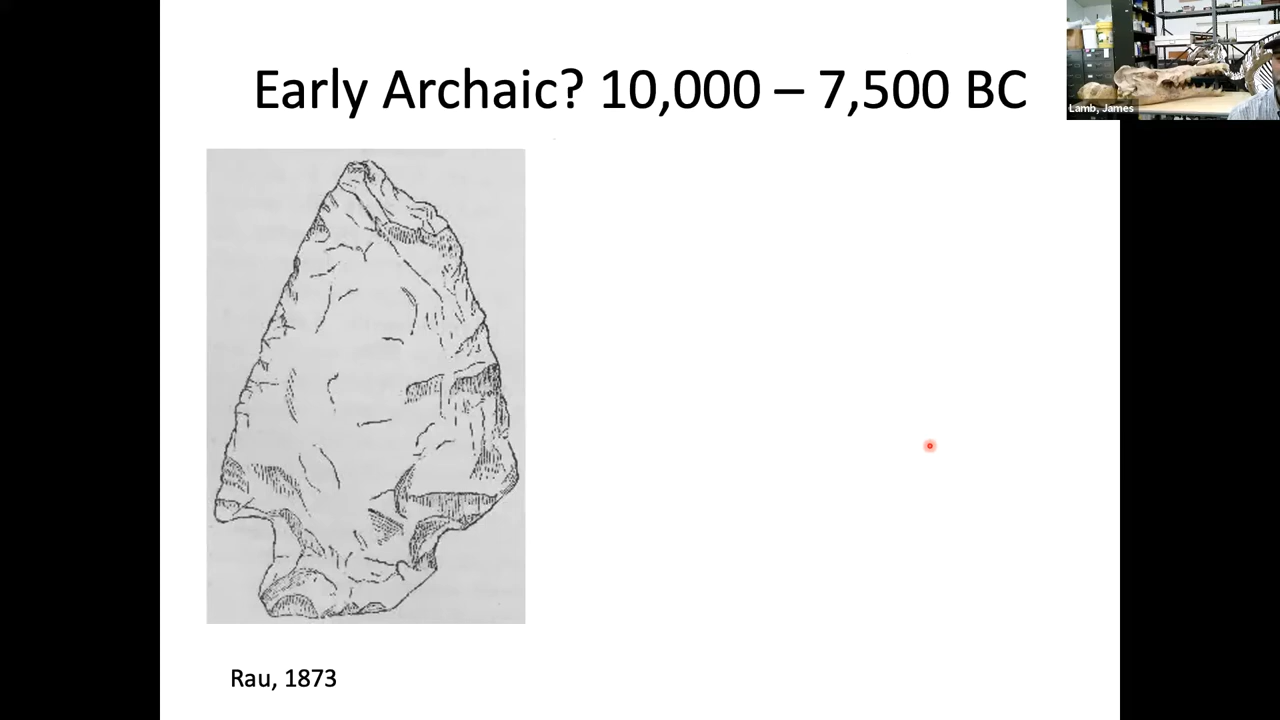 Early Archaic? 10,000 – 7,500 BC
Lamb, James
Rau, 1873